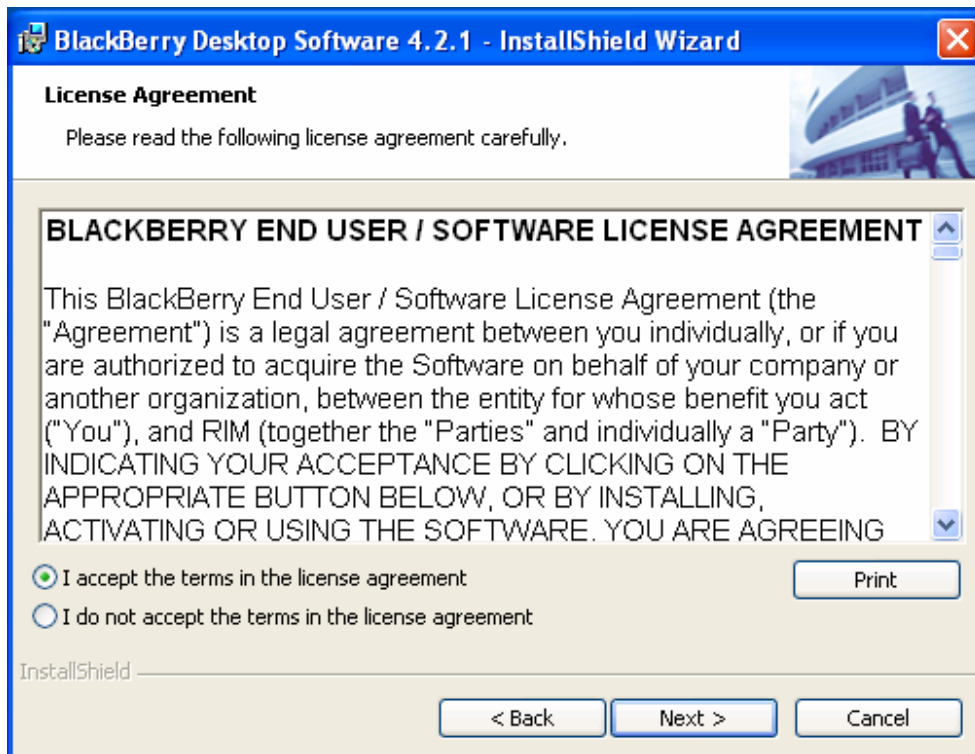 BlackBerry Desktop Software 4.2.1 - InstallShield Wizard
License Agreement
Please read the following license agreement carefully.
BLACKBERRY END USER / SOFTWARE LICENSE AGREEMENT
This BlackBerry End User / Software License Agreement (the
"Agreement") is a legal agreement between you individually, or if you
are authorized to acquire the Software on behalf of your company or
another organization, between the entity for whose benefit you act
("You"), and RIM (together the "Parties" and individually a "Party").  BY
INDICATING YOUR ACCEPTANCE BY CLICKING ON THE
APPROPRIATE BUTTON BELOW, OR BY INSTALLING,
ACTIVATING OR USING THE SOFTWARE, YOU ARE AGREEING
I accept the terms in the license agreement
Print
I do not accept the terms in the license agreement
InstallShield
< Back
Next >
Cancel